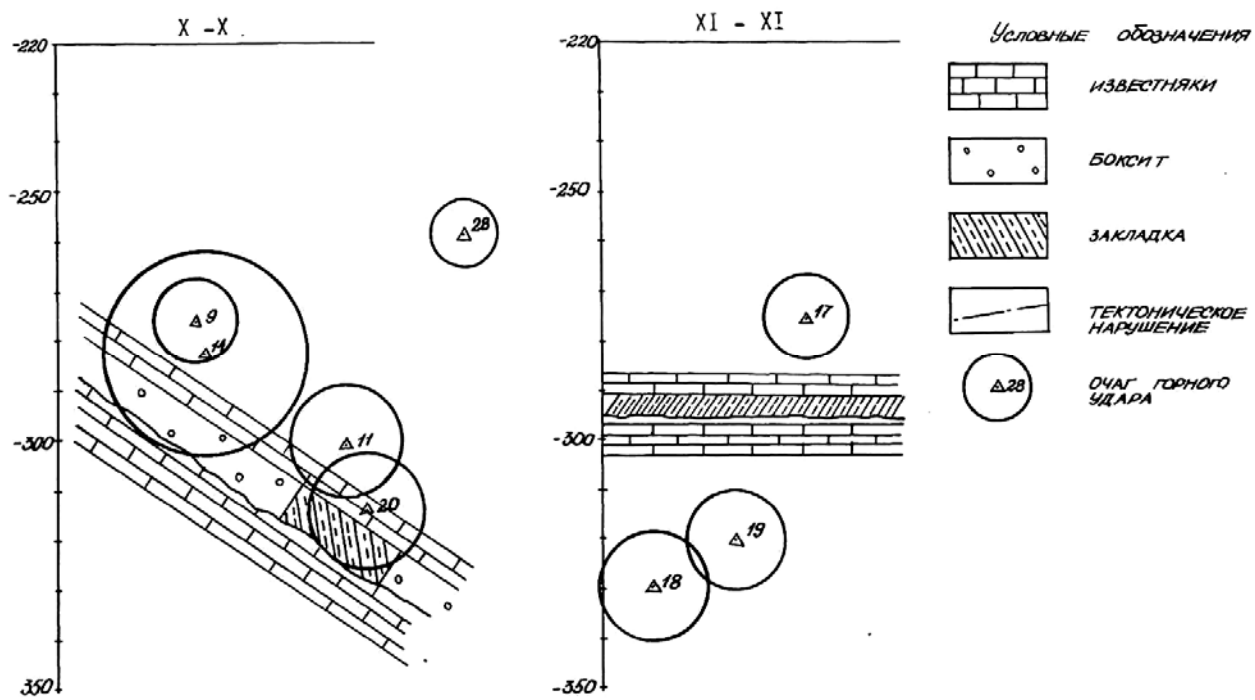 X - X
-220
-250
-300
-350
28
9
14
11
20
XI - XI
-220
-250
-300
-350
17
19
18
Условные обозначения
ИЗВЕСТНЯКИ
БОКСИТ
ЗАКЛАДКА
ТЕКТОНИЧЕСКОЕ
НАРУШЕНИЕ
28
ОЧАГ ГОРНОГО
УДАРА